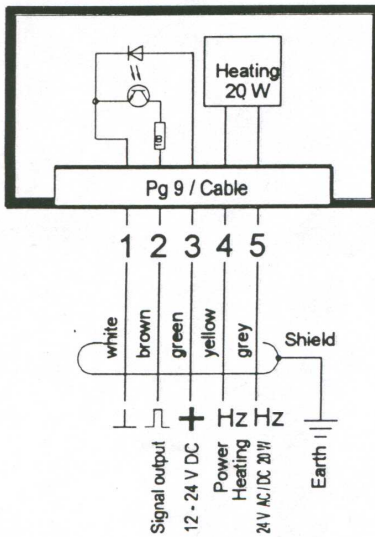 Heating
20 W
Pg 9 / Cable
1 2 3 4 5
white
brown
green
yellow
grey
Shield
Hz Hz
Signal output
12 - 24 V DC
Power
Heating
24 V AC / DC 20 W
Earth